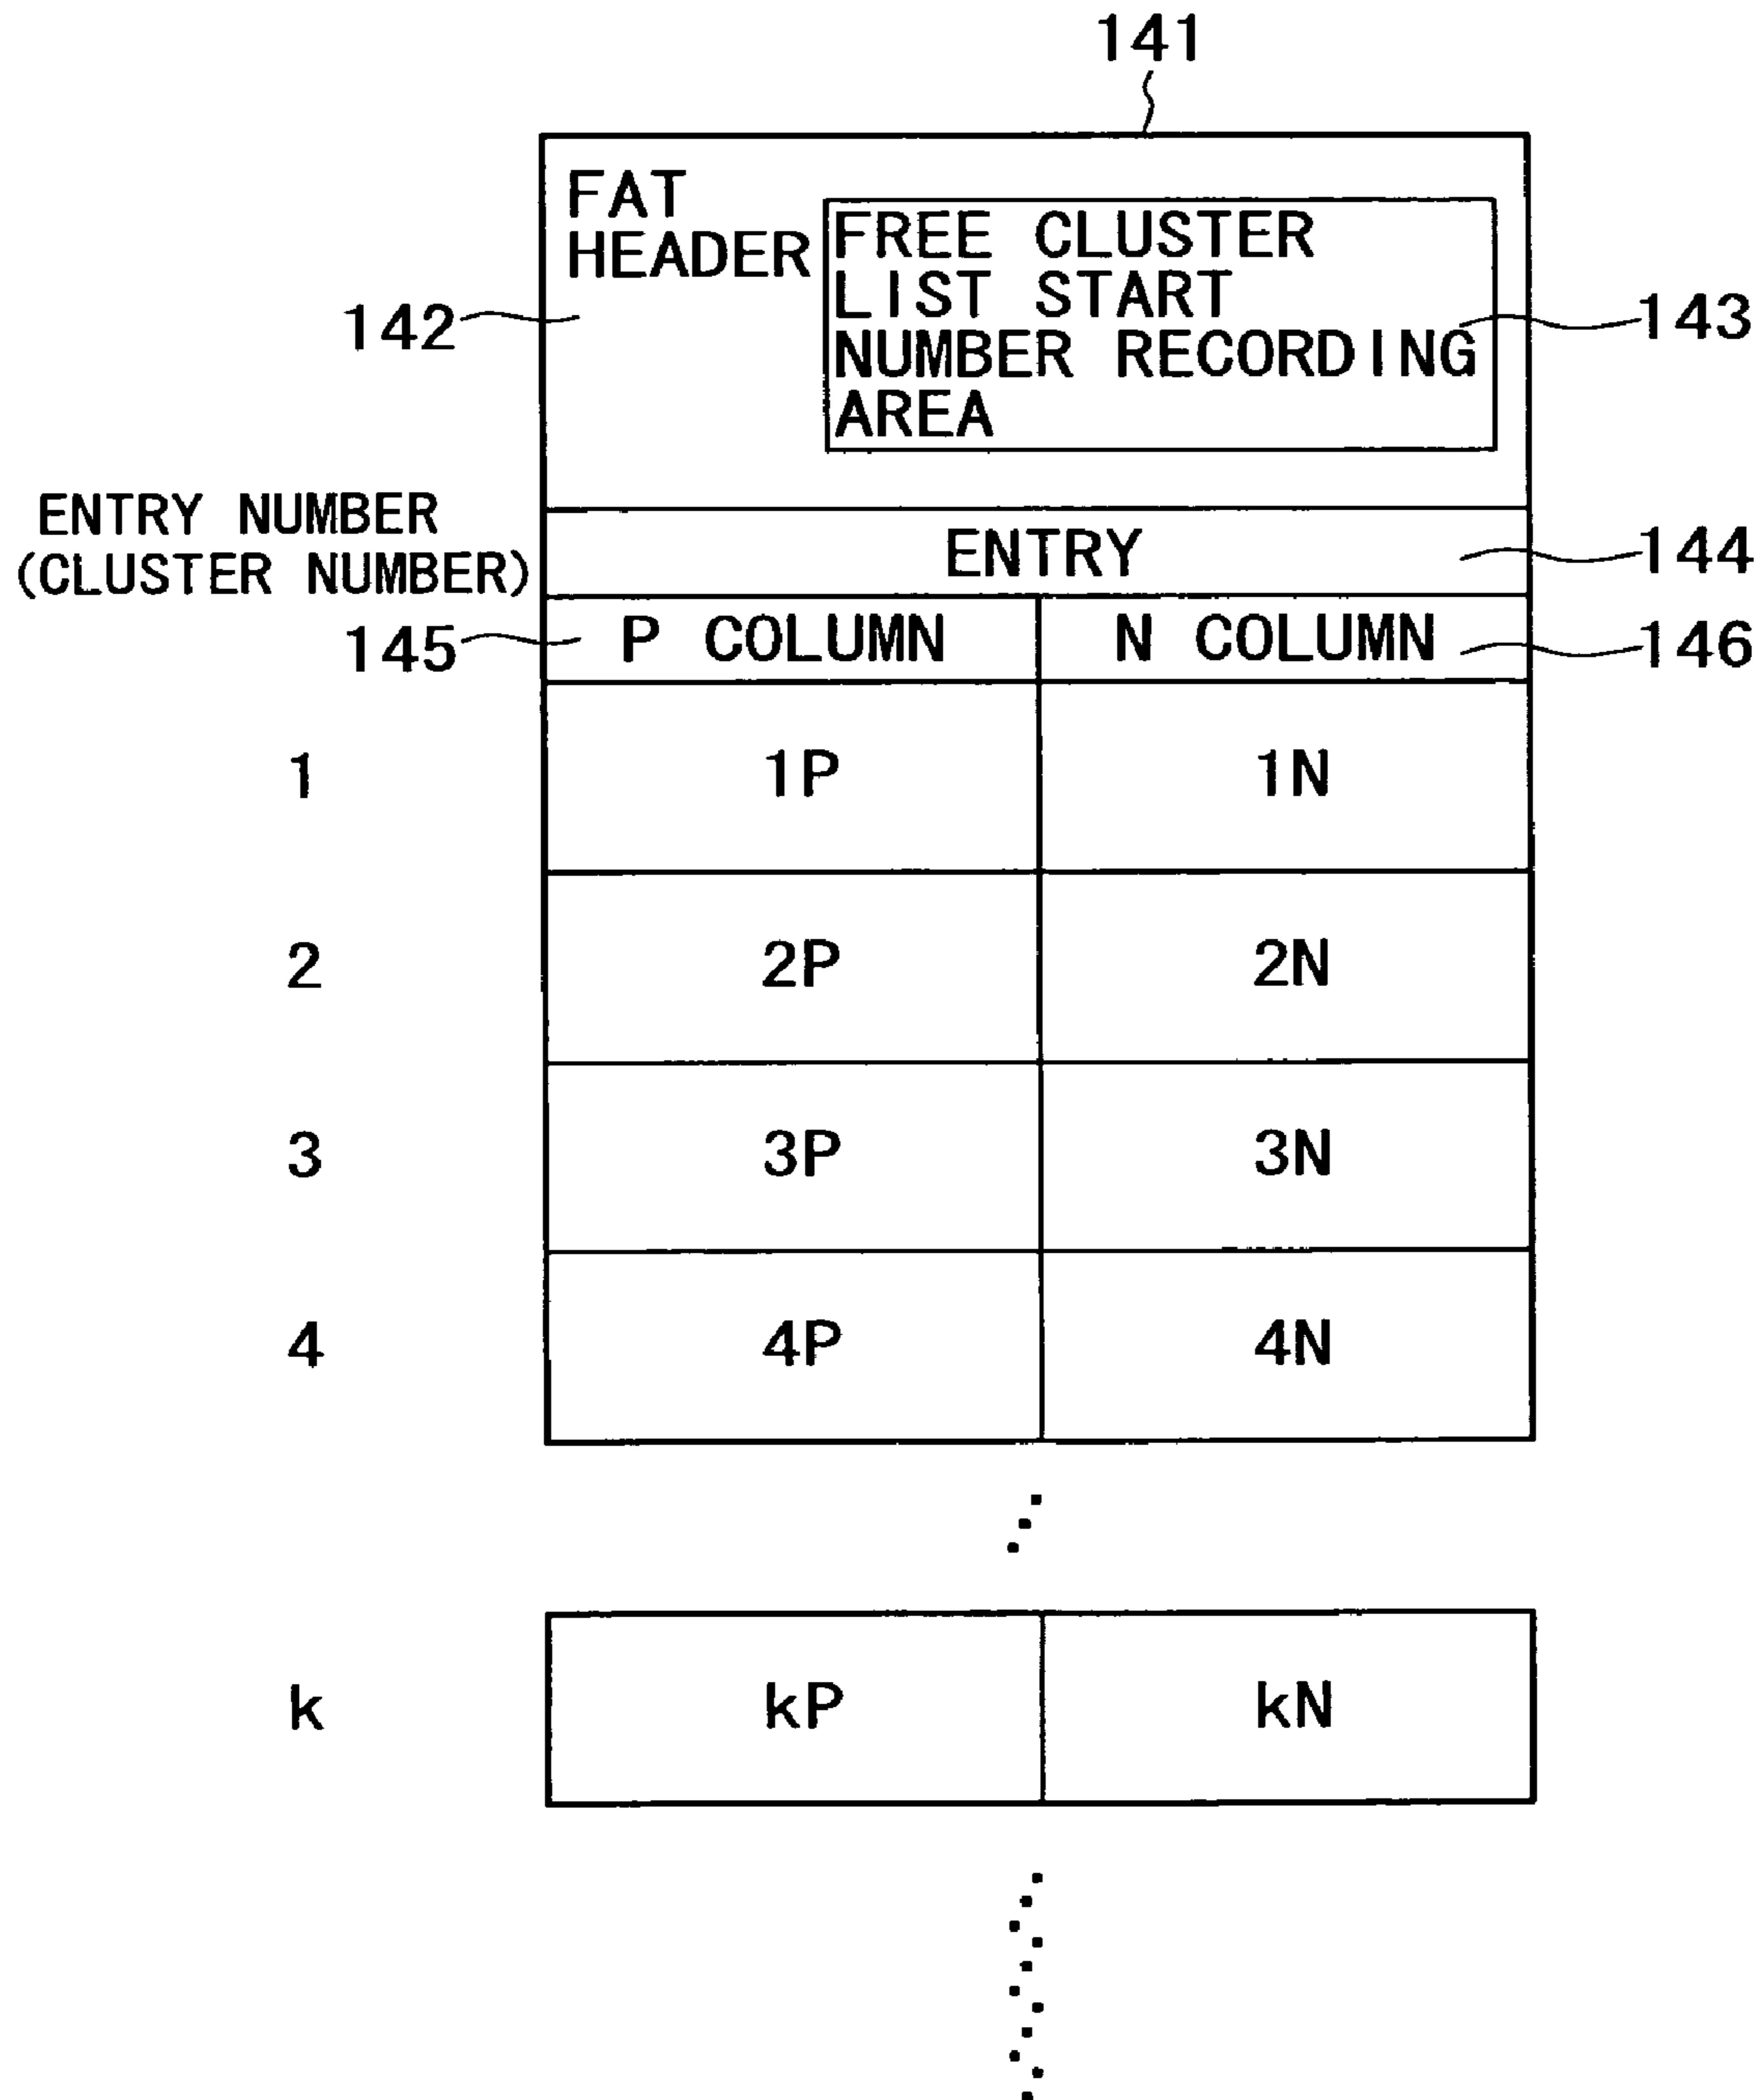 141
FAT
HEADER
FREE CLUSTER
LIST START
NUMBER RECORDING
AREA
142
143
ENTRY NUMBER
(CLUSTER NUMBER)
ENTRY
144
145
P COLUMN
N COLUMN
146
1
1P
1N
2
2P
2N
3
3P
3N
4
4P
4N
k
kP
kN